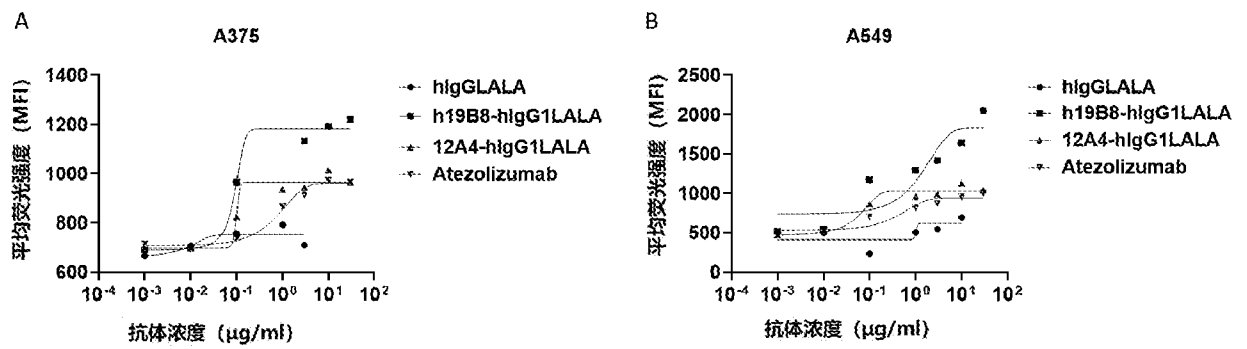 A
A375
平均荧光强度（MFI）
1400
1200
1000
800
600
10-4
10-3
10-2
10-1
100
101
102
抗体浓度（μg/ml）
hIgGLALA
h19B8-hIgG1LALA
12A4-hIgG1LALA
Atezolizumab
B
A549
平均荧光强度（MFI）
2500
2000
1500
1000
500
0
10-4
10-3
10-2
10-1
100
101
102
抗体浓度（μg/ml）
hIgGLALA
h19B8-hIgG1LALA
12A4-hIgG1LALA
Atezolizumab